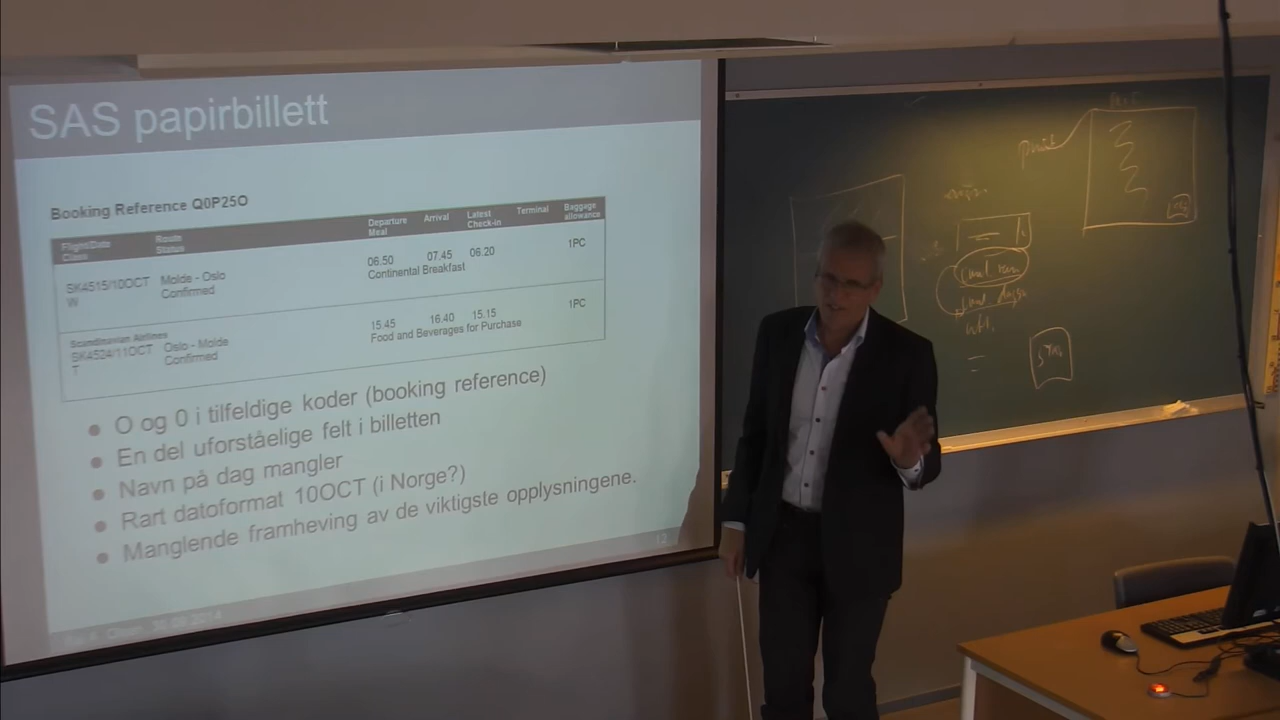 SAS papirbillett
Booking Reference Q0P25O
Flight/Date Class Route Status Departure Meal Arrival Latest Check-in Terminal Baggage allowance
SK4515/10OCT W Molde - Oslo Confirmed 06.50 07.45 06.20 1PC
Continental Breakfast
Scandinavian Airlines
SK4524/11OCT T Oslo - Molde Confirmed 15.45 16.40 15.15 1PC
Food and Beverages for Purchase
O og 0 i tilfeldige koder (booking reference)
En del uforståelige felt i billetten
Navn på dag mangler
Rart datoformat 10OCT (i Norge?)
Manglende framheving av de viktigste opplysningene.
12